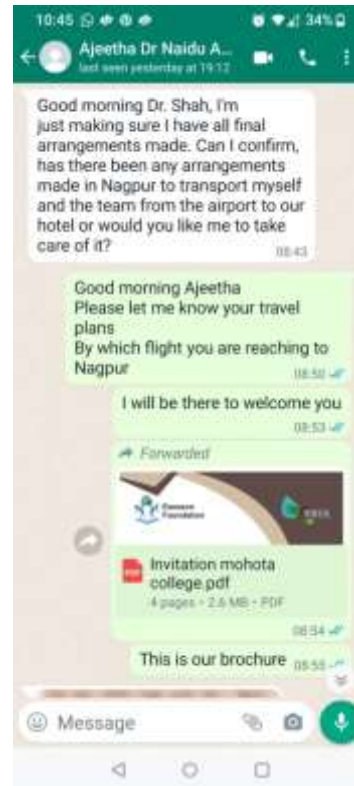 10:45
34%
Ajeetha Dr Naidu A...
last seen yesterday at 19:12
Good morning Dr. Shah, I'm
just making sure I have all final
arrangements made. Can I confirm,
has there been any arrangements
made in Nagpur to transport myself
and the team from the airport to our
hotel or would you like me to take
care of it?
08:43
Good morning Ajeetha
Please let me know your travel
plans
By which flight you are reaching to
Nagpur
08:50
I will be there to welcome you
08:53
Forwarded
Foundation
PDF
Invitation mohota
college.pdf
4 pages • 2.6 MB • PDF
08:54
This is our brochure
08:55
Message